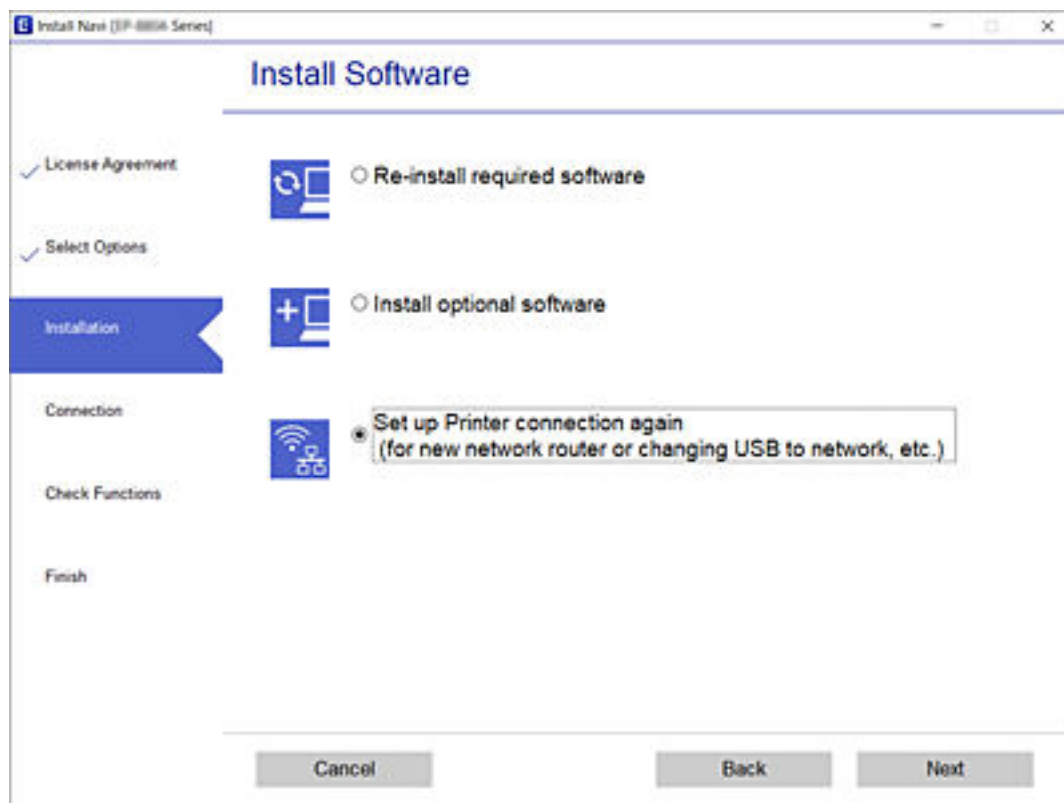 Install Navi [EP- Series]
Install Software
License Agreement
Select Options
Installation
Connection
Check Functions
Finish
Re-install required software
Install optional software
Set up Printer connection again
(for new network router or changing USB to network, etc.)
Cancel
Back
Next